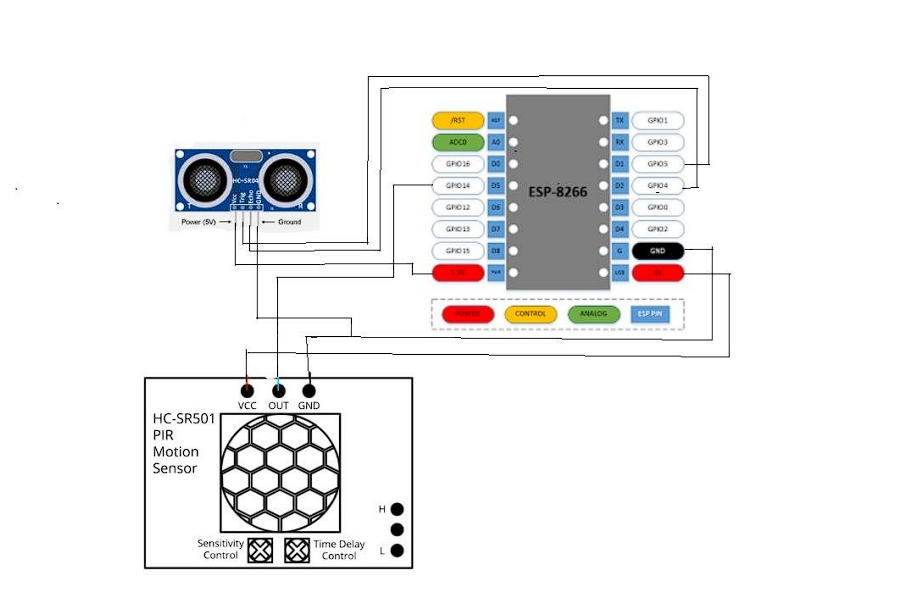 HC-SR04
Vcc
Trig
Echo
GND
T
R
Power (5V)
Ground
/RST RST TX GPIO1
ADC0 A0 RX GPIO3
GPIO16 D0 D1 GPIO5
GPIO14 D5 D2 GPIO4
ESP-8266
GPIO12 D6 D3 GPIO0
GPIO13 D7 D4 GPIO2
GPIO15 D8 G GND
3.3V PWR USB 5V
POWER CONTROL ANALOG ESP PIN
VCC OUT GND
HC-SR501
PIR
Motion
Sensor
H
L
Sensitivity
Control
Time Delay
Control